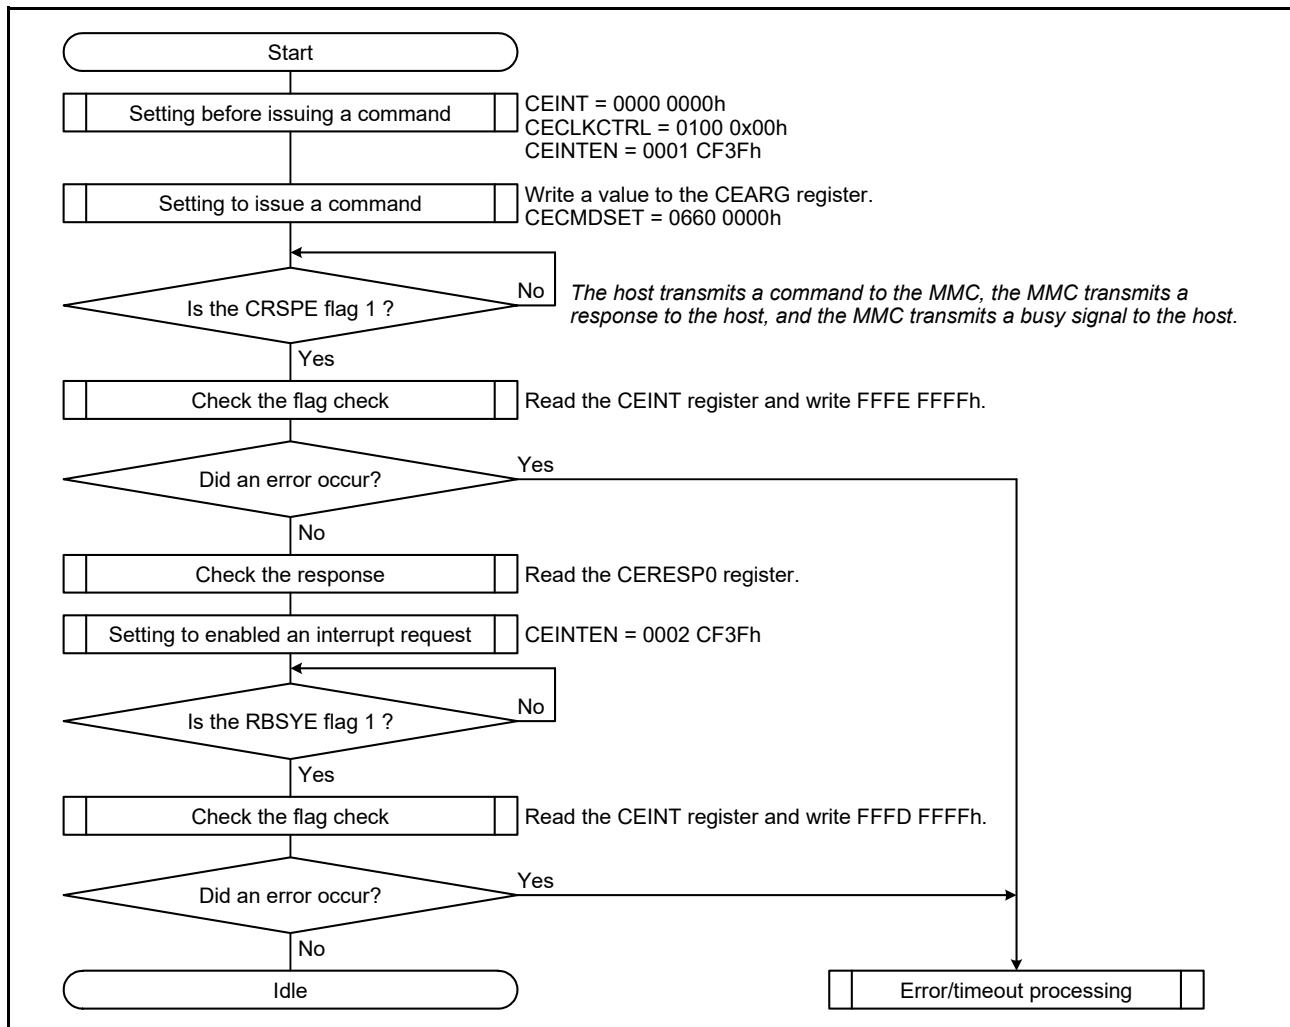 Start
Setting before issuing a command
CEINT = 0000 0000h
CECLKCTRL = 0100 0x00h
CEINTEN = 0001 CF3Fh
Setting to issue a command
Write a value to the CEARG register.
CECMDSET = 0660 0000h
Is the CRSPE flag 1 ?
No
The host transmits a command to the MMC, the MMC transmits a
response to the host, and the MMC transmits a busy signal to the host.
Yes
Check the flag check
Read the CEINT register and write FFFE FFFFh.
Did an error occur?
Yes
No
Check the response
Read the CERESP0 register.
Setting to enabled an interrupt request
CEINTEN = 0002 CF3Fh
Is the RBSYE flag 1 ?
No
Yes
Check the flag check
Read the CEINT register and write FFFD FFFFh.
Did an error occur?
Yes
No
Idle
Error/timeout processing